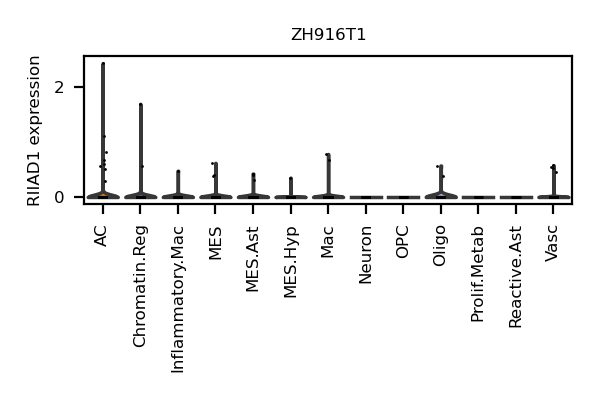 ZH916T1
RIIAD1 expression
2
0
AC
Chromatin.Reg
Inflammatory.Mac
MES
MES.Ast
MES.Hyp
Mac
Neuron
OPC
Oligo
Prolif.Metab
Reactive.Ast
Vasc